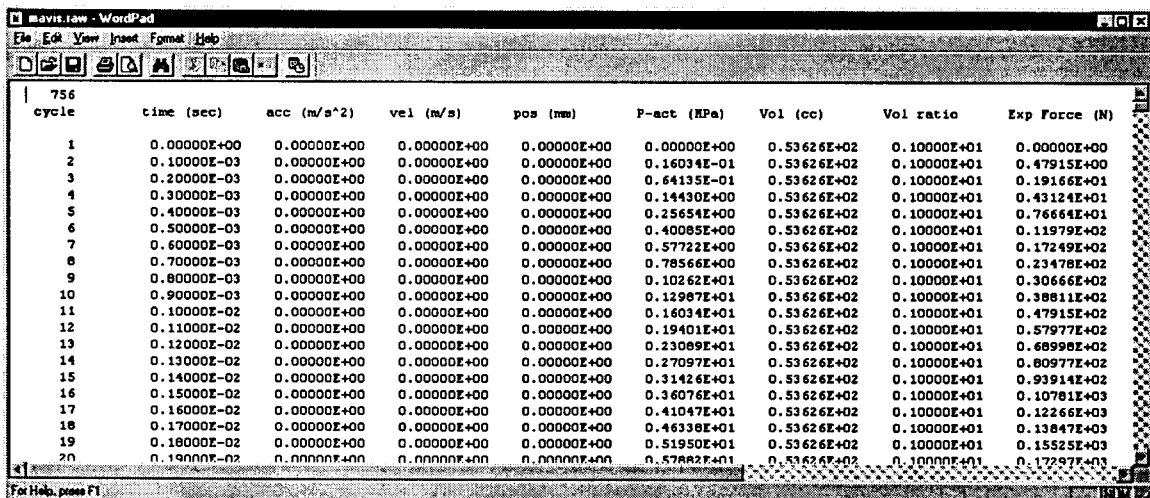 mavis.raw - WordPad
File Edit View Insert Format Help
756
cycle time (sec) acc (m/s^2) vel (m/s) pos (mm) P-act (MPa) Vol (cc) Vol ratio Exp Force (N)
1 0.00000E+00 0.00000E+00 0.00000E+00 0.00000E+00 0.00000E+00 0.53626E+02 0.10000E+01 0.00000E+00
2 0.10000E-03 0.00000E+00 0.00000E+00 0.00000E+00 0.16034E-01 0.53626E+02 0.10000E+01 0.47915E+00
3 0.20000E-03 0.00000E+00 0.00000E+00 0.00000E+00 0.64135E-01 0.53626E+02 0.10000E+01 0.19166E+01
4 0.30000E-03 0.00000E+00 0.00000E+00 0.00000E+00 0.14430E+00 0.53626E+02 0.10000E+01 0.43124E+01
5 0.40000E-03 0.00000E+00 0.00000E+00 0.00000E+00 0.25654E+00 0.53626E+02 0.10000E+01 0.76664E+01
6 0.50000E-03 0.00000E+00 0.00000E+00 0.00000E+00 0.40085E+00 0.53626E+02 0.10000E+01 0.11979E+02
7 0.60000E-03 0.00000E+00 0.00000E+00 0.00000E+00 0.57722E+00 0.53626E+02 0.10000E+01 0.17249E+02
8 0.70000E-03 0.00000E+00 0.00000E+00 0.00000E+00 0.78566E+00 0.53626E+02 0.10000E+01 0.23478E+02
9 0.80000E-03 0.00000E+00 0.00000E+00 0.00000E+00 0.10262E+01 0.53626E+02 0.10000E+01 0.30666E+02
10 0.90000E-03 0.00000E+00 0.00000E+00 0.00000E+00 0.12987E+01 0.53626E+02 0.10000E+01 0.38811E+02
11 0.10000E-02 0.00000E+00 0.00000E+00 0.00000E+00 0.16034E+01 0.53626E+02 0.10000E+01 0.47915E+02
12 0.11000E-02 0.00000E+00 0.00000E+00 0.00000E+00 0.19401E+01 0.53626E+02 0.10000E+01 0.57977E+02
13 0.12000E-02 0.00000E+00 0.00000E+00 0.00000E+00 0.23089E+01 0.53626E+02 0.10000E+01 0.68998E+02
14 0.13000E-02 0.00000E+00 0.00000E+00 0.00000E+00 0.27097E+01 0.53626E+02 0.10000E+01 0.80977E+02
15 0.14000E-02 0.00000E+00 0.00000E+00 0.00000E+00 0.31426E+01 0.53626E+02 0.10000E+01 0.93914E+02
16 0.15000E-02 0.00000E+00 0.00000E+00 0.00000E+00 0.36076E+01 0.53626E+02 0.10000E+01 0.10781E+03
17 0.16000E-02 0.00000E+00 0.00000E+00 0.00000E+00 0.41047E+01 0.53626E+02 0.10000E+01 0.12266E+03
18 0.17000E-02 0.00000E+00 0.00000E+00 0.00000E+00 0.46338E+01 0.53626E+02 0.10000E+01 0.13847E+03
19 0.18000E-02 0.00000E+00 0.00000E+00 0.00000E+00 0.51950E+01 0.53626E+02 0.10000E+01 0.15525E+03
20 0.19000E-02 0.00000E+00 0.00000E+00 0.00000E+00 0.57882E+01 0.53626E+02 0.10000E+01 0.17297E+03
For Help, press F1